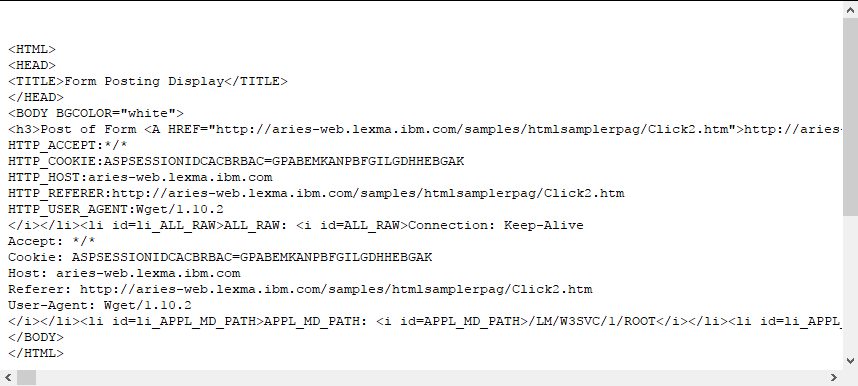 <HTML>
<HEAD>
<TITLE>Form Posting Display</TITLE>
</HEAD>
<BODY BGCOLOR="white">
<h3>Post of Form <A HREF="http://aries-web.lexma.ibm.com/samples/htmlsamplerpag/Click2.htm">http://aries-
HTTP_ACCEPT:*/*
HTTP_COOKIE:ASPSESSIONIDCACBRBAC=GPABEMKANPBFGILGDHHEBGAK
HTTP_HOST:aries-web.lexma.ibm.com
HTTP_REFERER:http://aries-web.lexma.ibm.com/samples/htmlsamplerpag/Click2.htm
HTTP_USER_AGENT:Wget/1.10.2
</i></li><li id=li_ALL_RAW>ALL_RAW: <i id=ALL_RAW>Connection: Keep-Alive
Accept: */*
Cookie: ASPSESSIONIDCACBRBAC=GPABEMKANPBFGILGDHHEBGAK
Host: aries-web.lexma.ibm.com
Referer: http://aries-web.lexma.ibm.com/samples/htmlsamplerpag/Click2.htm
User-Agent: Wget/1.10.2
</i></li><li id=li_APPL_MD_PATH>APPL_MD_PATH: <i id=APPL_MD_PATH>/LM/W3SVC/1/ROOT</i></li><li id=li_APPL_
</BODY>
</HTML>